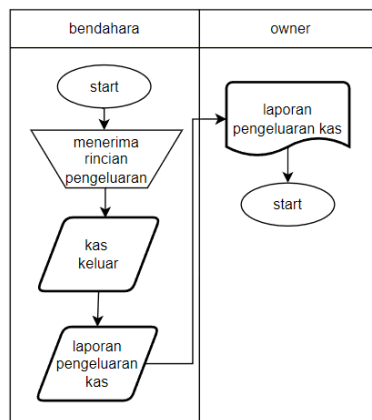 bendahara
owner
start
menerima
rincian
pengeluaran
kas
keluar
laporan
pengeluaran
kas
laporan
pengeluaran kas
start